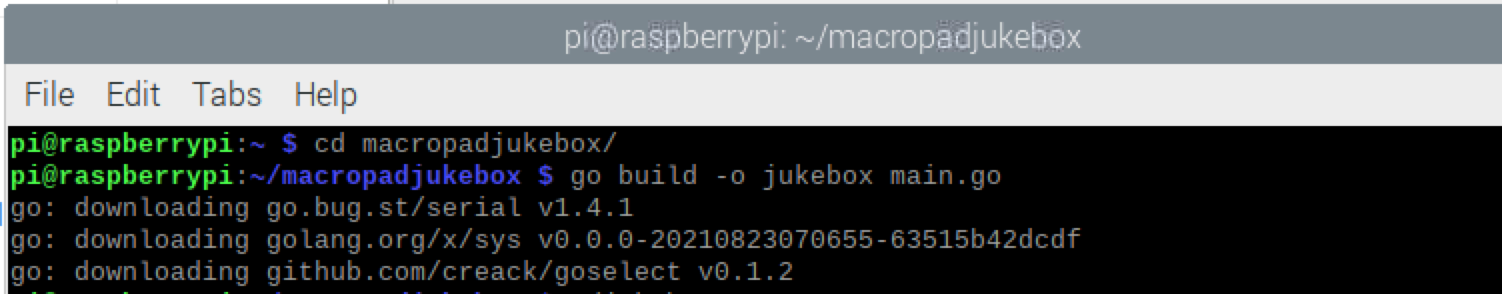 pi@raspberrypi: ~/macropadjukebox
File Edit Tabs Help
pi@raspberrypi:~ $ cd macropadjukebox/
pi@raspberrypi:~/macropadjukebox $ go build -o jukebox main.go
go: downloading go.bug.st/serial v1.4.1
go: downloading golang.org/x/sys v0.0.0-20210823070655-63515b42dcdf
go: downloading github.com/creack/goselect v0.1.2